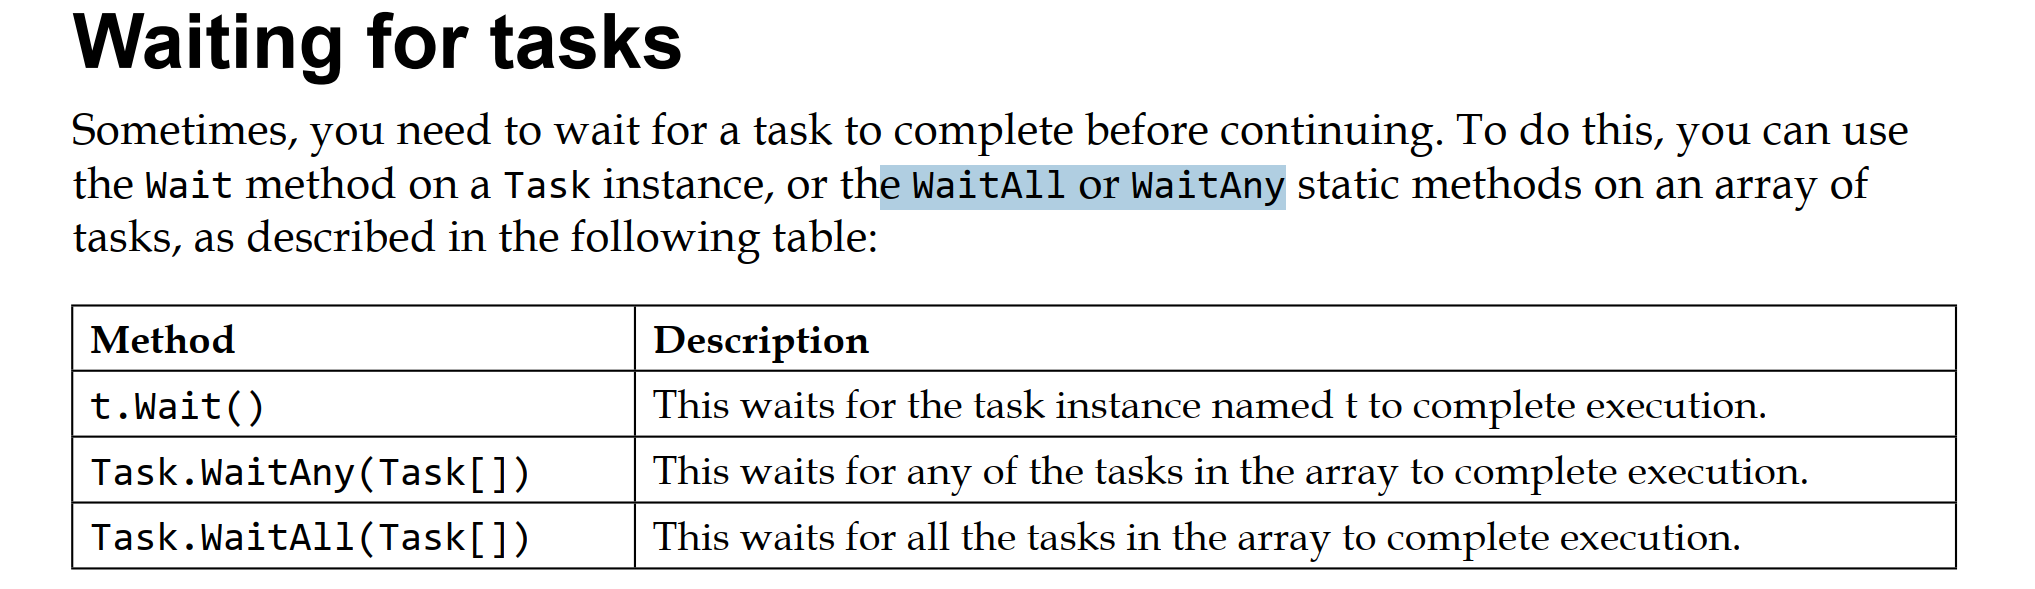 Waiting for tasks
Sometimes, you need to wait for a task to complete before continuing. To do this, you can use
the Wait method on a Task instance, or the WaitAll or WaitAny static methods on an array of
tasks, as described in the following table:
Method Description
t.Wait() This waits for the task instance named t to complete execution.
Task.WaitAny(Task[]) This waits for any of the tasks in the array to complete execution.
Task.WaitAll(Task[]) This waits for all the tasks in the array to complete execution.